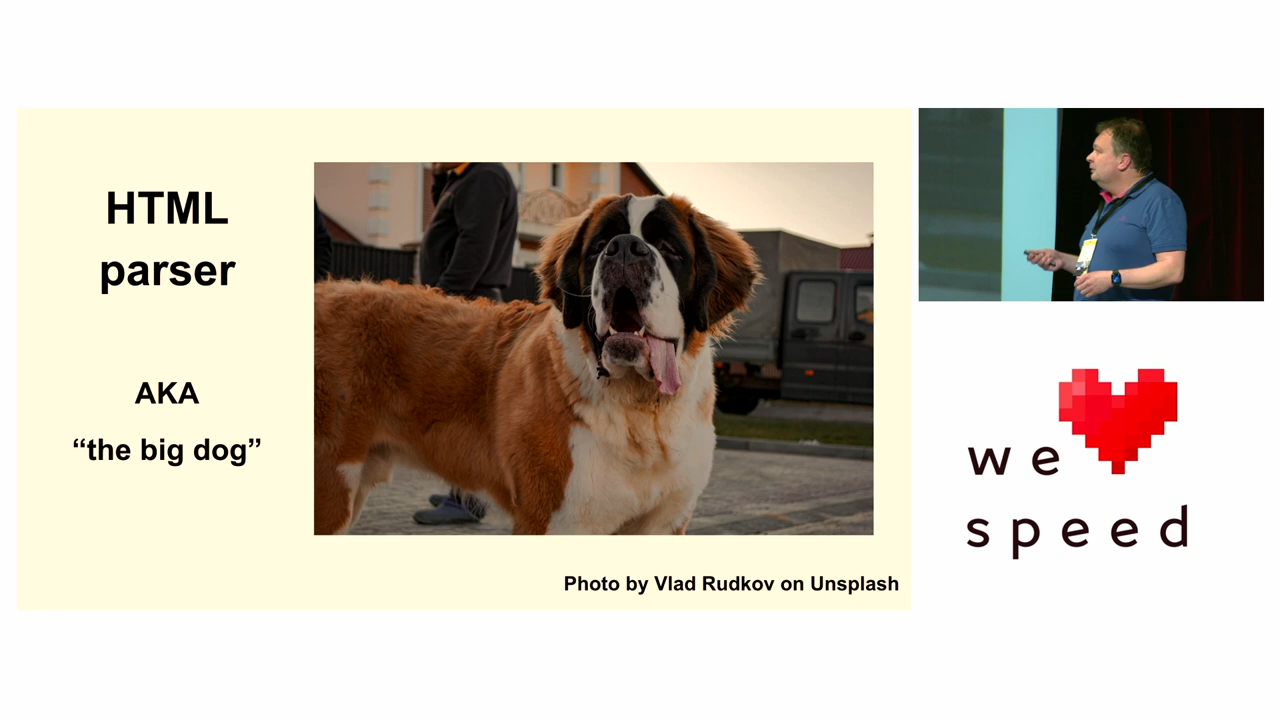 HTML
parser
AKA
“the big dog”
Photo by Vlad Rudkov on Unsplash
we
speed